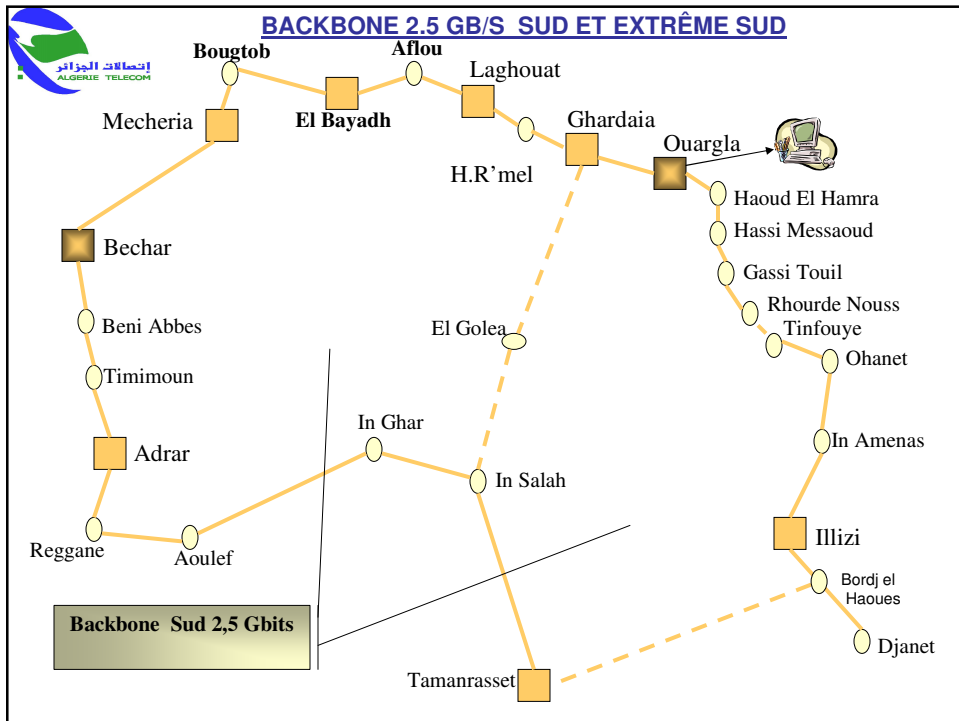 BACKBONE 2.5 GB/S SUD ET EXTRÊME SUD
إتصالات الجزائر
ALGERIE TELECOM
Bougtob
Aflou
Laghouat
Mecheria
El Bayadh
Ghardaia
Ouargla
H.R’mel
Haoud El Hamra
Hassi Messaoud
Bechar
Gassi Touil
Rhourde Nouss
Beni Abbes
El Golea
Tinfouye
Ohanet
Timimoun
In Ghar
In Amenas
Adrar
In Salah
Reggane
Aoulef
Illizi
Bordj el
Haoues
Backbone Sud 2,5 Gbits
Djanet
Tamanrasset